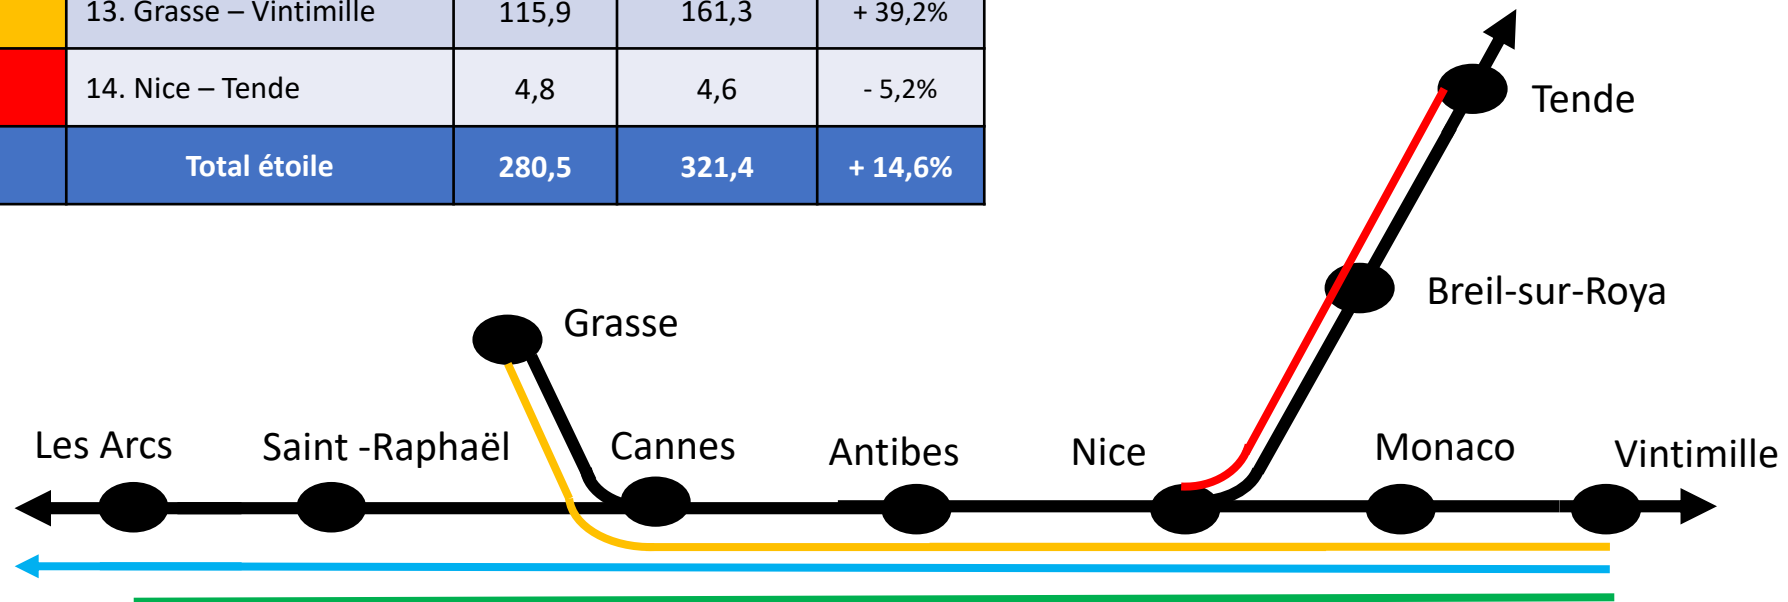 13. Grasse – Vintimille 115,9 161,3 + 39,2%
14. Nice – Tende 4,8 4,6 - 5,2%
Total étoile 280,5 321,4 + 14,6%
Tende
Breil-sur-Roya
Grasse
Les Arcs Saint -Raphaël Cannes Antibes Nice Monaco Vintimille